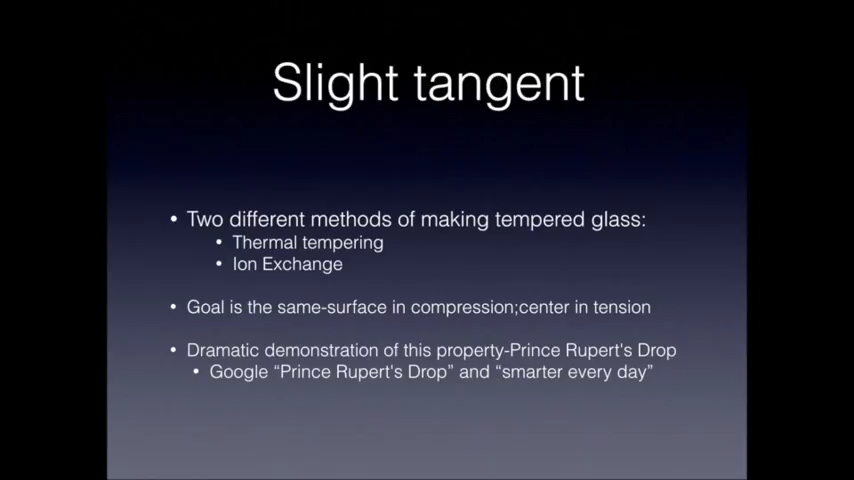 Slight tangent
• Two different methods of making tempered glass:
• Thermal tempering
• Ion Exchange
• Goal is the same-surface in compression;center in tension
• Dramatic demonstration of this property-Prince Rupert's Drop
• Google “Prince Rupert's Drop” and “smarter every day”